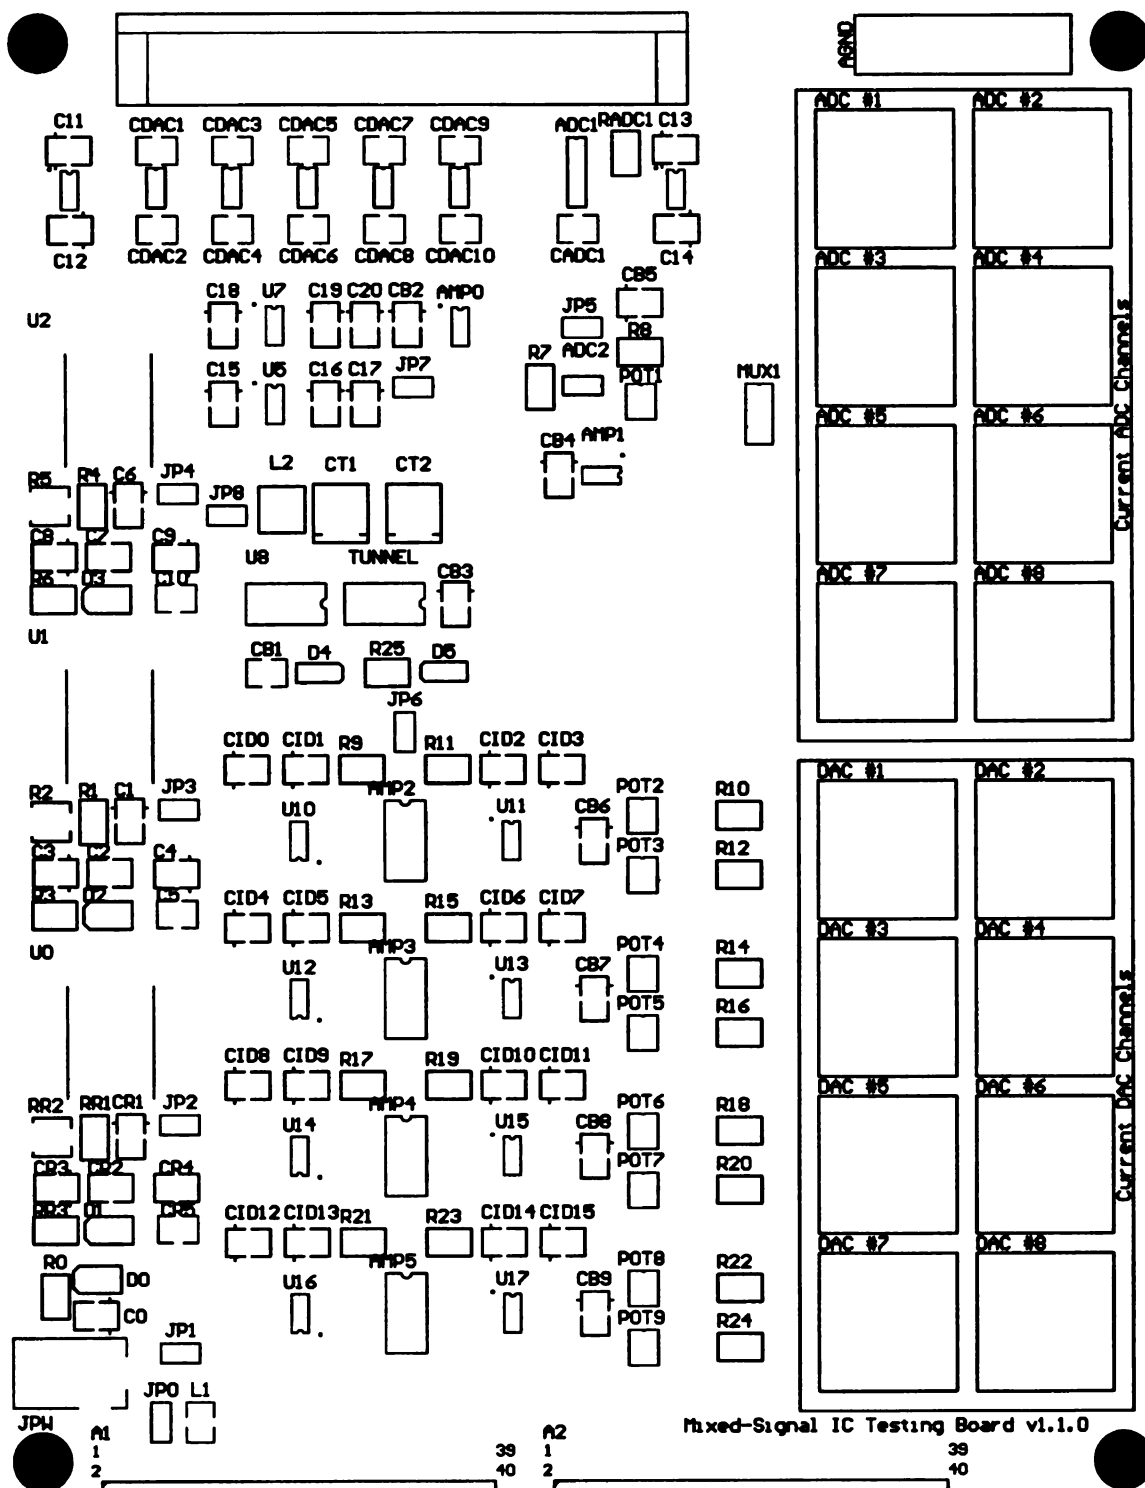 AGND
ADC #1 ADC #2
C11 CDAC1 CDAC3 CDAC5 CDAC7 CDAC9 ADC1 RADC1 C13
C12 CDAC2 CDAC4 CDAC6 CDAC8 CDAC10 CADC1 C14
ADC #3 ADC #4
CB5
U2 C18 U7 C19 C20 CB2 AMP0 JP5
R8
Current ADC Channels
C15 U5 C16 C17 JP7 R7 ADC2
POT1 MUX1
ADC #5 ADC #6
CB4 AMP1
R5 R4 C6 JP4 L2 CT1 CT2
JP8
C8 C7 C9 U8 TUNNEL
CB3
ADC #7 ADC #8
R6 D3 C10
U1 CB1 D4 R25 D5
JP6
CID0 CID1 R9 R11 CID2 CID3
DAC #1 DAC #2
R2 R1 C1 JP3 AMP2 POT2 R10
U10 U11 CB6
C3 C2 C4 POT3 R12
R3 D2 C5 CID4 CID5 R13 R15 CID6 CID7
DAC #3 DAC #4
U0 AMP3 POT4 R14
U12 U13 CB7
POT5 R16
Current DAC Channels
CID8 CID9 R17 R19 CID10 CID11
DAC #5 DAC #6
RR2 RR1 CR1 JP2 AMP4 POT6 R18
U14 U15 CB8
CR3 CR2 CR4 POT7 R20
RR3 D1 CR5 CID12 CID13 R21 R23 CID14 CID15
DAC #7 DAC #8
R0 D0 AMP5 POT8 R22
U16 U17 CB9
C0 JP1 POT9 R24
JP0 L1
JPW A1 A2 Mixed-Signal IC Testing Board v1.1.0
1 39 1 39
2 40 2 40